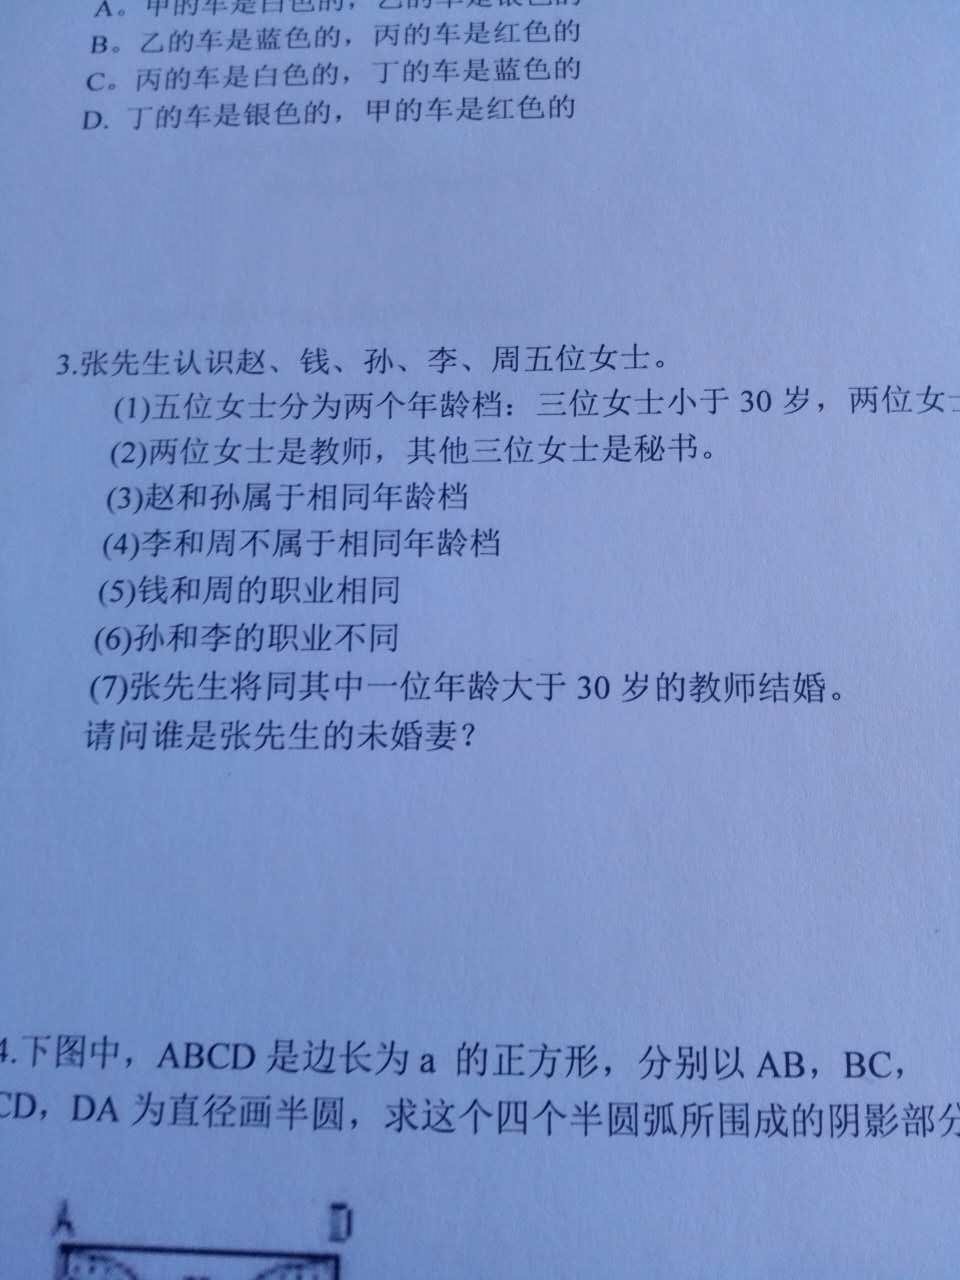 A。甲的车是白色的，乙的车是银色的
B。乙的车是蓝色的，丙的车是红色的
C。丙的车是白色的，丁的车是蓝色的
D. 丁的车是银色的，甲的车是红色的
3.张先生认识赵、钱、孙、李、周五位女士。
(1)五位女士分为两个年龄档：三位女士小于 30 岁，两位女士
(2)两位女士是教师，其他三位女士是秘书。
(3)赵和孙属于相同年龄档
(4)李和周不属于相同年龄档
(5)钱和周的职业相同
(6)孙和李的职业不同
(7)张先生将同其中一位年龄大于 30 岁的教师结婚。
请问谁是张先生的未婚妻？
4.下图中，ABCD 是边长为 a 的正方形，分别以 AB，BC，
CD，DA 为直径画半圆，求这个四个半圆弧所围成的阴影部分
A D